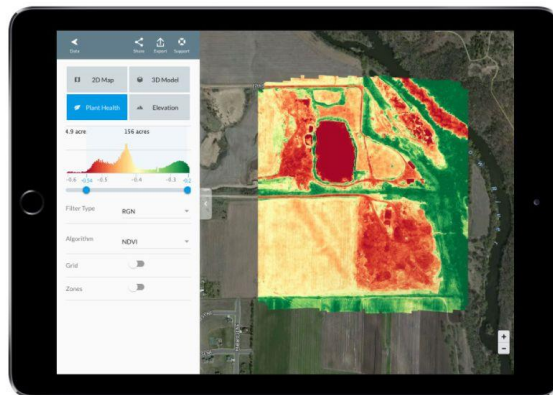 Data
Share
Export
Support
2D Map
3D Model
Plant Health
Elevation
4.9 acre
156 acres
Filter Type
RGN
Algorithm
NDVI
Grid
Zones
+
-